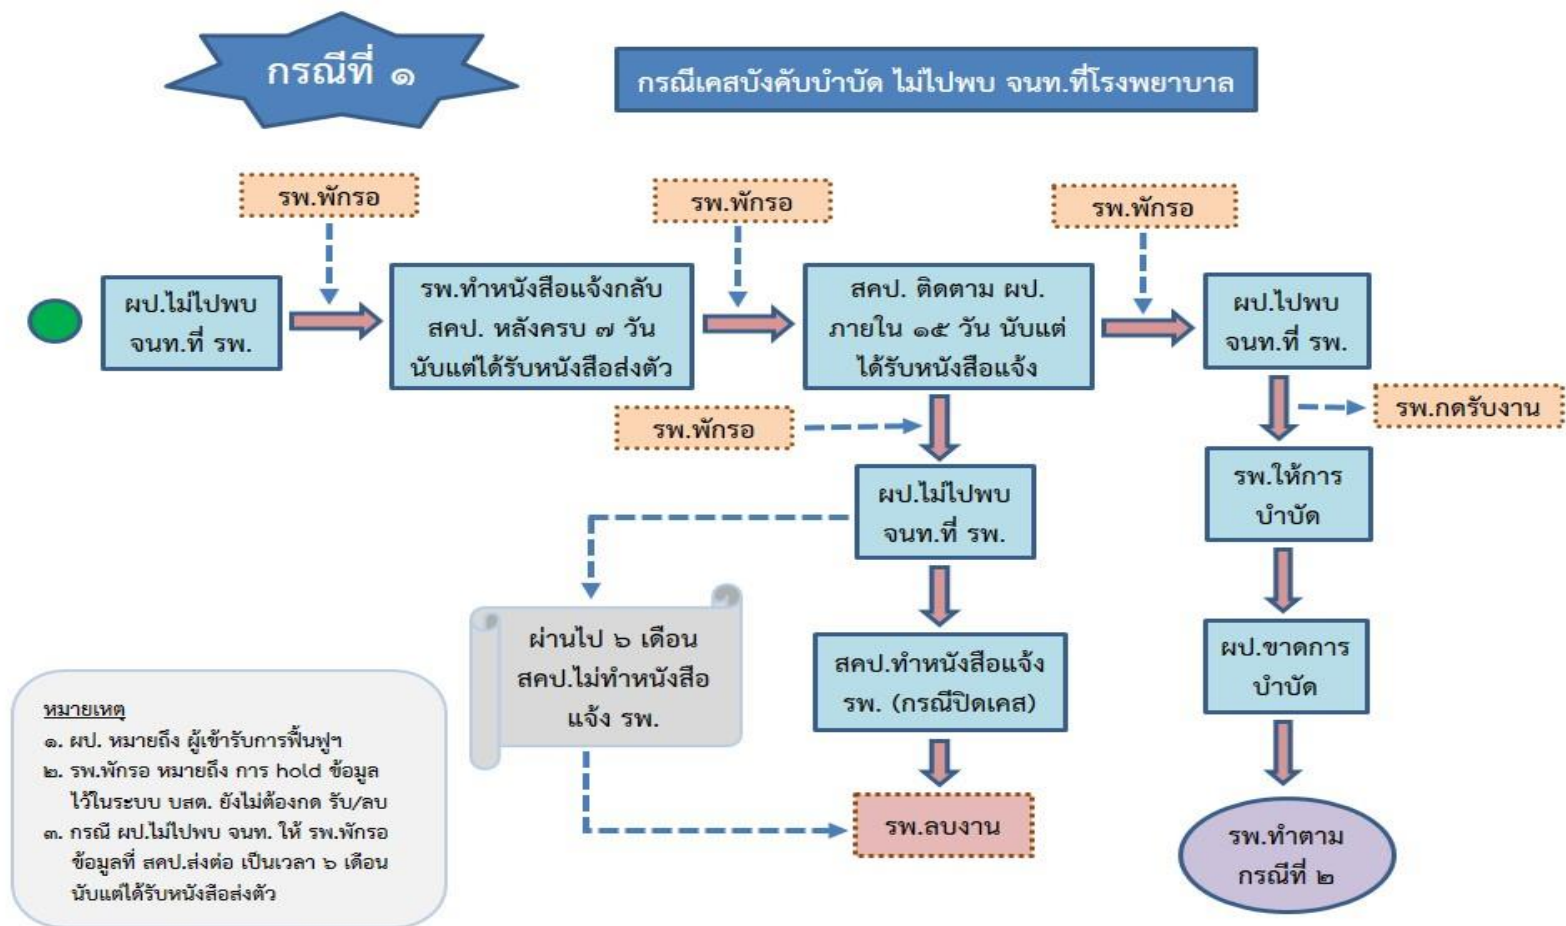 กรณีที่ ๑
กรณีเคสบังคับบำบัด ไม่ไปพบ จนท.ที่โรงพยาบาล
รพ.พักรอ
รพ.พักรอ
รพ.พักรอ
ผป.ไม่ไปพบ
จนท.ที่ รพ.
รพ.ทำหนังสือแจ้งกลับ
สคป. หลังครบ ๗ วัน
นับแต่ได้รับหนังสือส่งตัว
สคป. ติดตาม ผป.
ภายใน ๑๕ วัน นับแต่
ได้รับหนังสือแจ้ง
ผป.ไปพบ
จนท.ที่ รพ.
รพ.กดรับงาน
รพ.พักรอ
ผป.ไม่ไปพบ
จนท.ที่ รพ.
รพ.ให้การ
บำบัด
ผ่านไป ๖ เดือน
สคป.ไม่ทำหนังสือ
แจ้ง รพ.
สคป.ทำหนังสือแจ้ง
รพ. (กรณีปิดเคส)
ผป.ขาดการ
บำบัด
รพ.ลบงาน
รพ.ทำตาม
กรณีที่ ๒
หมายเหตุ
๑. ผป. หมายถึง ผู้เข้ารับการฟื้นฟูฯ
๒. รพ.พักรอ หมายถึง การ hold ข้อมูล
ไว้ในระบบ บสต. ยังไม่ต้องกด รับ/ลบ
๓. กรณี ผป.ไม่ไปพบ จนท. ให้ รพ.พักรอ
ข้อมูลที่ สคป.ส่งต่อ เป็นเวลา ๖ เดือน
นับแต่ได้รับหนังสือส่งตัว